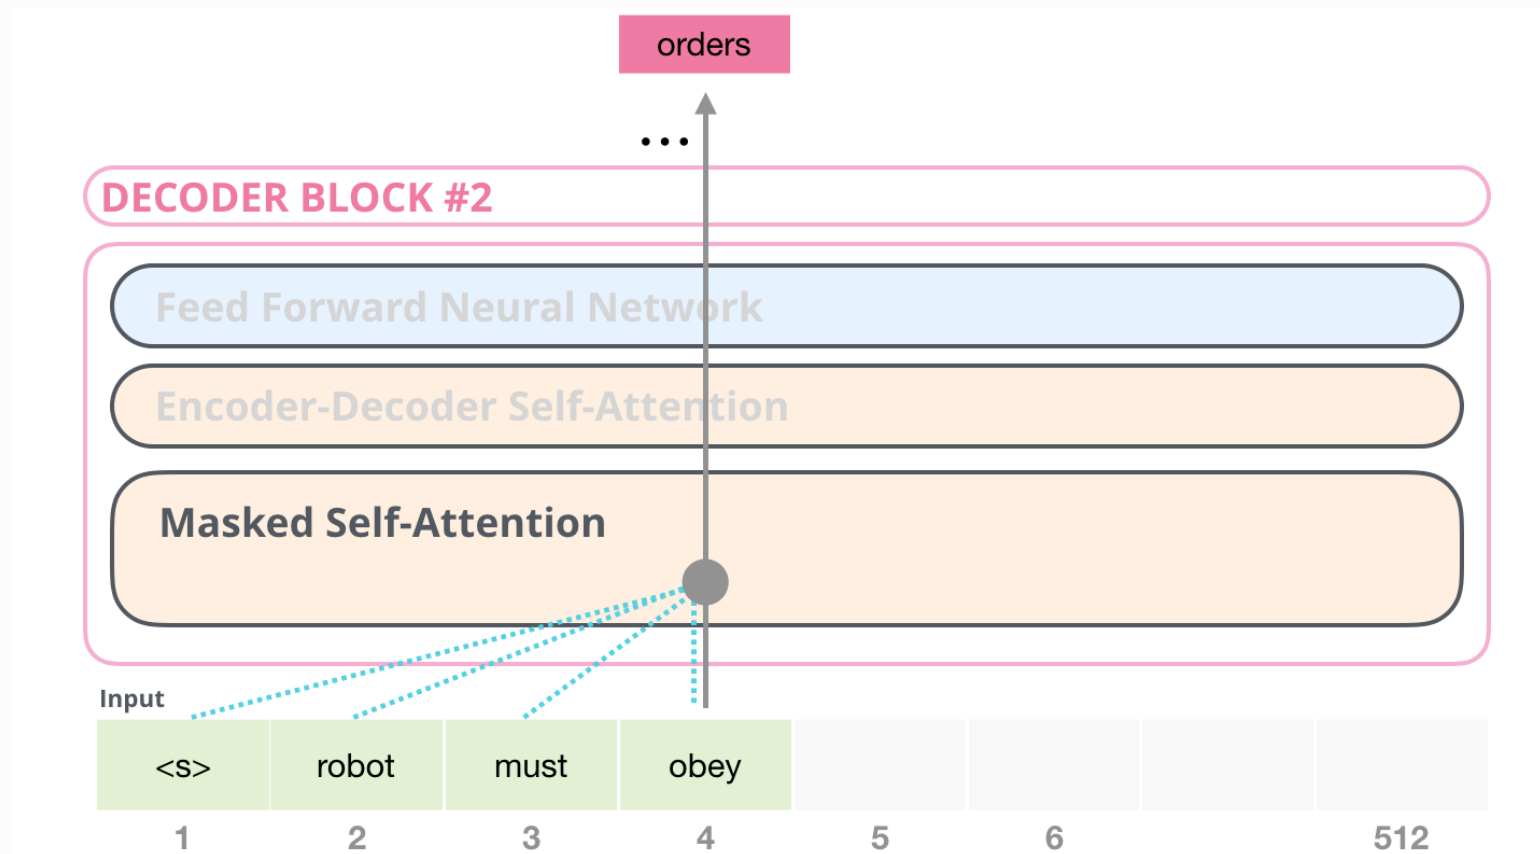 orders
...
DECODER BLOCK #2
Feed Forward Neural Network
Encoder-Decoder Self-Attention
Masked Self-Attention
Input
<s> robot must obey
1 2 3 4 5 6 512